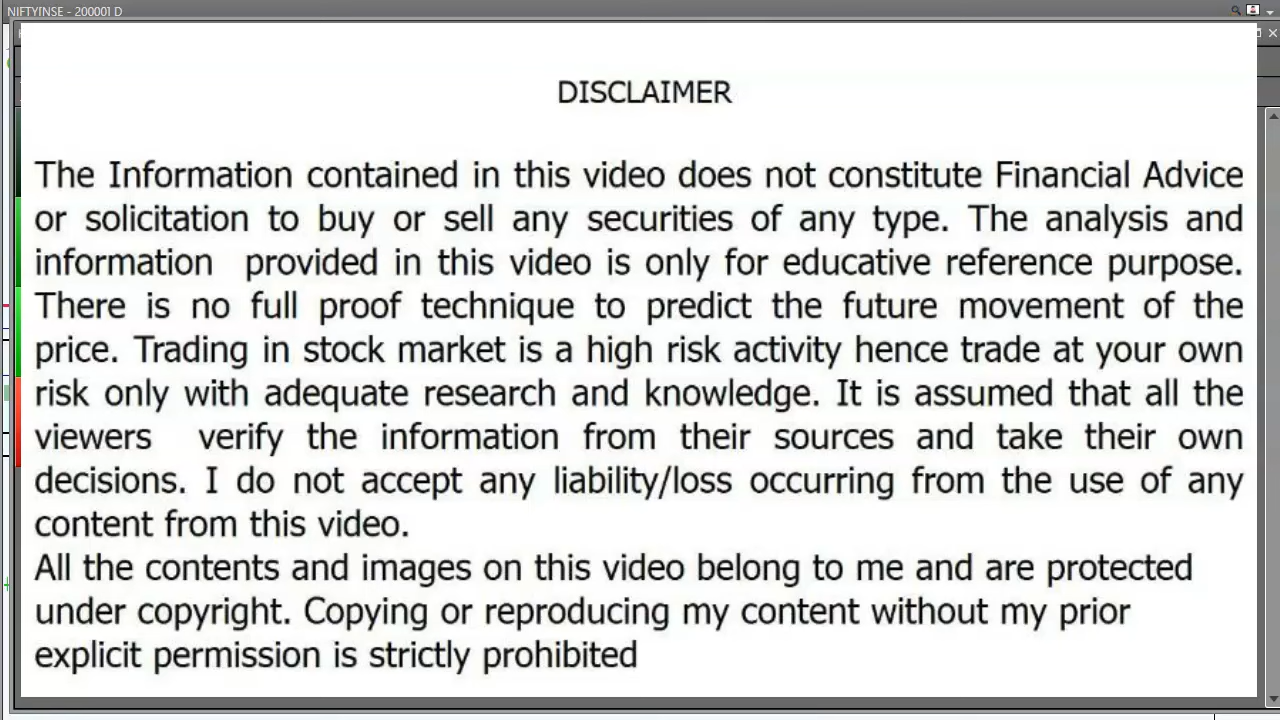 NIFTYINSE - 200001 D
DISCLAIMER
The Information contained in this video does not constitute Financial Advice
or solicitation to buy or sell any securities of any type. The analysis and
information provided in this video is only for educative reference purpose.
There is no full proof technique to predict the future movement of the
price. Trading in stock market is a high risk activity hence trade at your own
risk only with adequate research and knowledge. It is assumed that all the
viewers verify the information from their sources and take their own
decisions. I do not accept any liability/loss occurring from the use of any
content from this video.
All the contents and images on this video belong to me and are protected
under copyright. Copying or reproducing my content without my prior
explicit permission is strictly prohibited